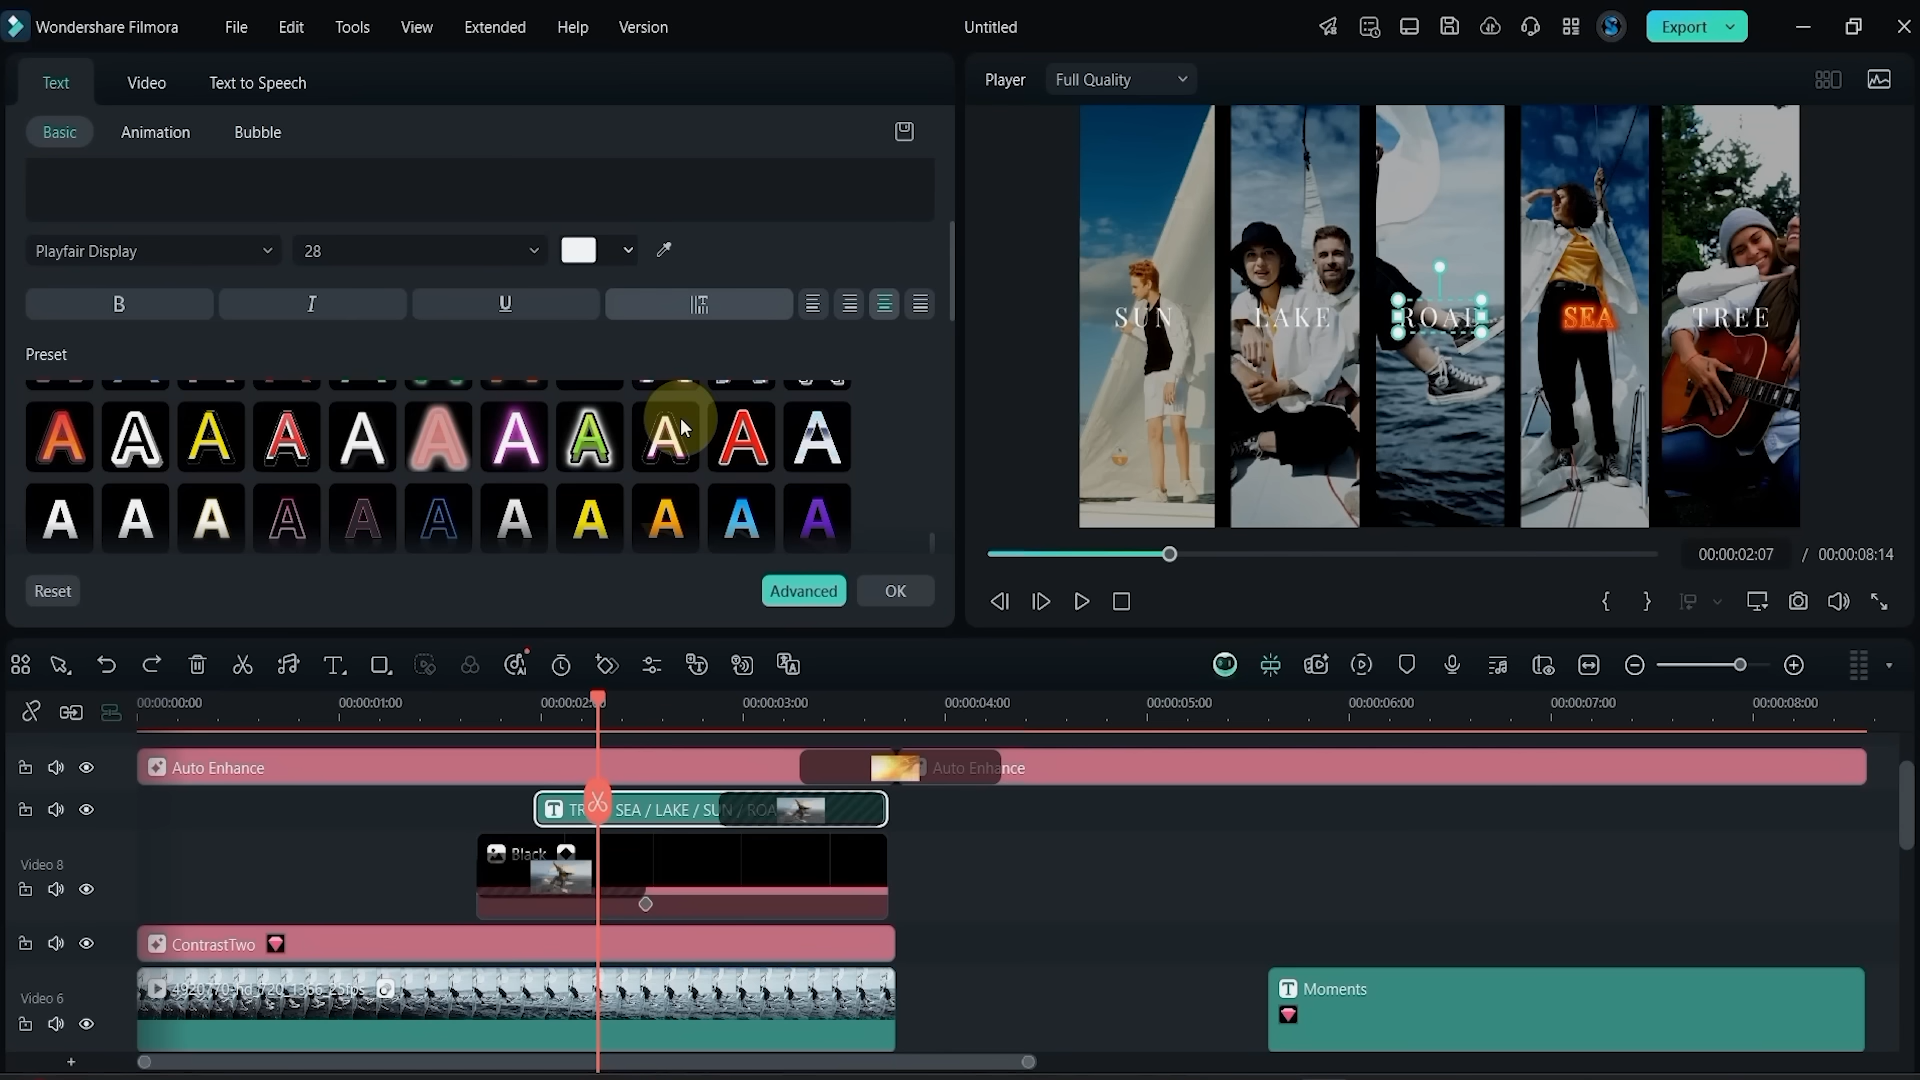 Wondershare Filmora File Edit Tools View Extended Help Version Untitled Export
Text Video Text to Speech
Player Full Quality
Basic Animation Bubble
Playfair Display 28
B I U
Preset
A A A A A A A A A A A
A A A A A A A A A A A
Reset Advanced OK
SUN LAKE ROAD SEA TREE
00:00:02:07 / 00:00:08:14
00:00:00:00 00:00:01:00 00:00:03:00 00:00:04:00 00:00:05:00 00:00:06:00 00:00:07:00 00:00:08:00
Auto Enhance Auto Enhance
SEA / LAKE / SUN / ROA
Black
Video 8
ContrastTwo
4920770-hd_720_1366_25fps
Video 6
Moments